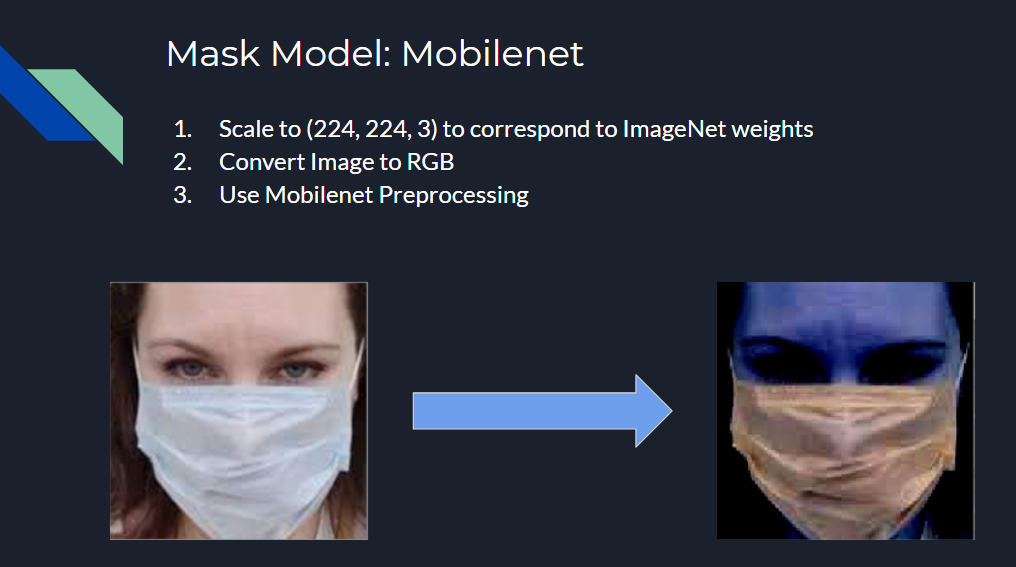 Mask Model: Mobilenet
1. Scale to (224, 224, 3) to correspond to ImageNet weights
2. Convert Image to RGB
3. Use Mobilenet Preprocessing